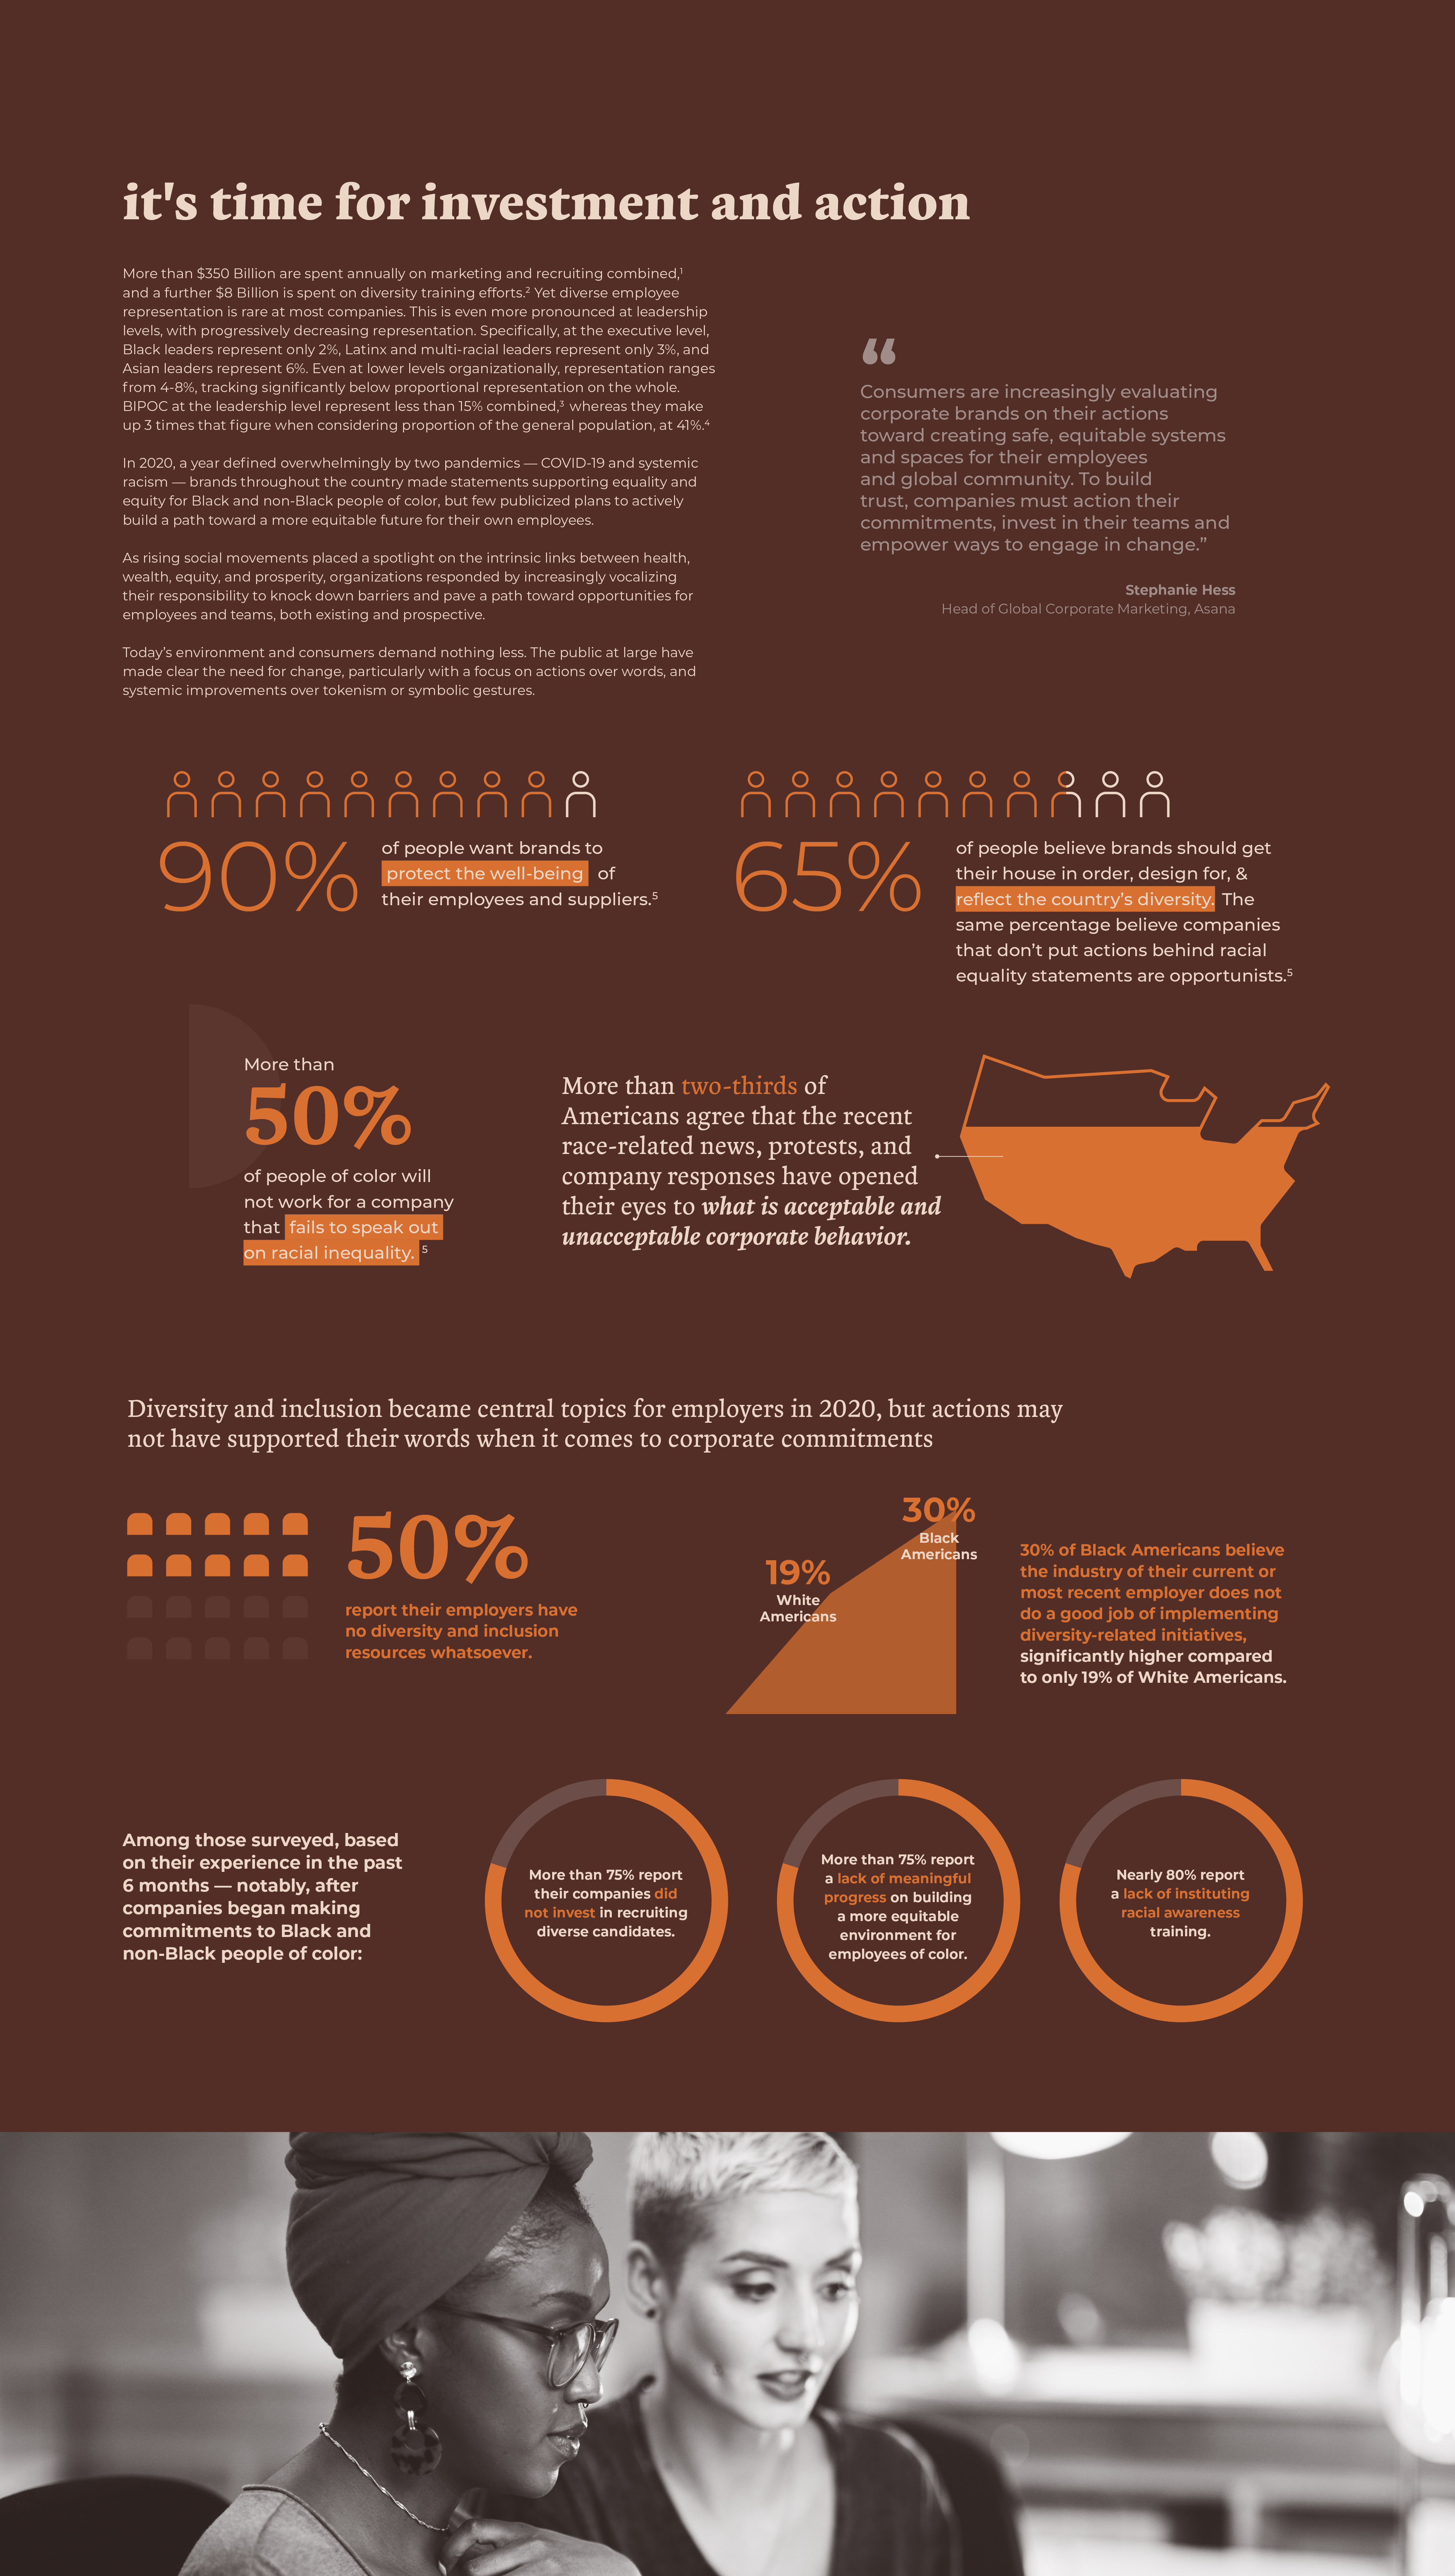 it's time for investment and action
More than $350 Billion are spent annually on marketing and recruiting combined,¹
and a further $8 Billion is spent on diversity training efforts.² Yet diverse employee
representation is rare at most companies. This is even more pronounced at leadership
levels, with progressively decreasing representation. Specifically, at the executive level,
Black leaders represent only 2%, Latinx and multi-racial leaders represent only 3%, and
Asian leaders represent 6%. Even at lower levels organizationally, representation ranges
from 4-8%, tracking significantly below proportional representation on the whole.
BIPOC at the leadership level represent less than 15% combined,³ whereas they make
up 3 times that figure when considering proportion of the general population, at 41%.⁴
In 2020, a year defined overwhelmingly by two pandemics — COVID-19 and systemic
racism — brands throughout the country made statements supporting equality and
equity for Black and non-Black people of color, but few publicized plans to actively
build a path toward a more equitable future for their own employees.
As rising social movements placed a spotlight on the intrinsic links between health,
wealth, equity, and prosperity, organizations responded by increasingly vocalizing
their responsibility to knock down barriers and pave a path toward opportunities for
employees and teams, both existing and prospective.
Today's environment and consumers demand nothing less. The public at large have
made clear the need for change, particularly with a focus on actions over words, and
systemic improvements over tokenism or symbolic gestures.
“
Consumers are increasingly evaluating
corporate brands on their actions
toward creating safe, equitable systems
and spaces for their employees
and global community. To build
trust, companies must action their
commitments, invest in their teams and
empower ways to engage in change.”
Stephanie Hess
Head of Global Corporate Marketing, Asana
90%
of people want brands to
protect the well-being of
their employees and suppliers.⁵
65%
of people believe brands should get
their house in order, design for, &
reflect the country's diversity. The
same percentage believe companies
that don't put actions behind racial
equality statements are opportunists.⁵
More than
50%
of people of color will
not work for a company
that fails to speak out
on racial inequality. ⁵
More than two-thirds of
Americans agree that the recent
race-related news, protests, and
company responses have opened
their eyes to what is acceptable and
unacceptable corporate behavior.
Diversity and inclusion became central topics for employers in 2020, but actions may
not have supported their words when it comes to corporate commitments
50%
report their employers have
no diversity and inclusion
resources whatsoever.
19%
White
Americans
30%
Black
Americans
30% of Black Americans believe
the industry of their current or
most recent employer does not
do a good job of implementing
diversity-related initiatives,
significantly higher compared
to only 19% of White Americans.
Among those surveyed, based
on their experience in the past
6 months — notably, after
companies began making
commitments to Black and
non-Black people of color:
More than 75% report
their companies did
not invest in recruiting
diverse candidates.
More than 75% report
a lack of meaningful
progress on building
a more equitable
environment for
employees of color.
Nearly 80% report
a lack of instituting
racial awareness
training.